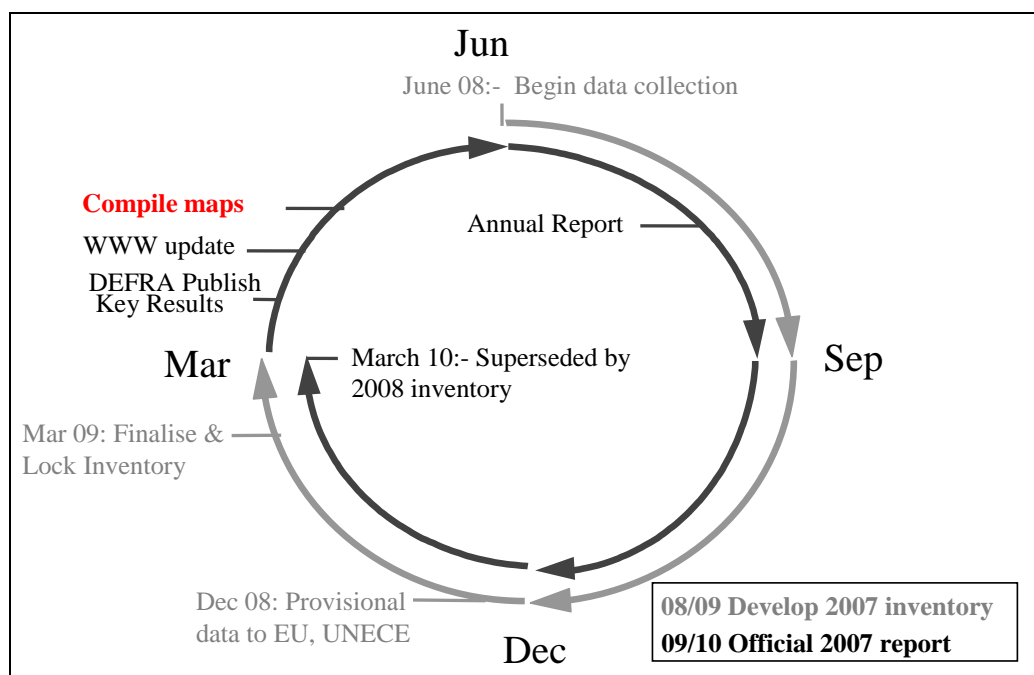 Jun
June 08:- Begin data collection
Compile maps
WWW update
Annual Report
DEFRA Publish
Key Results
Mar
March 10:- Superseded by
2008 inventory
Sep
Mar 09: Finalise &
Lock Inventory
Dec 08: Provisional
data to EU, UNECE
Dec
08/09 Develop 2007 inventory
09/10 Official 2007 report